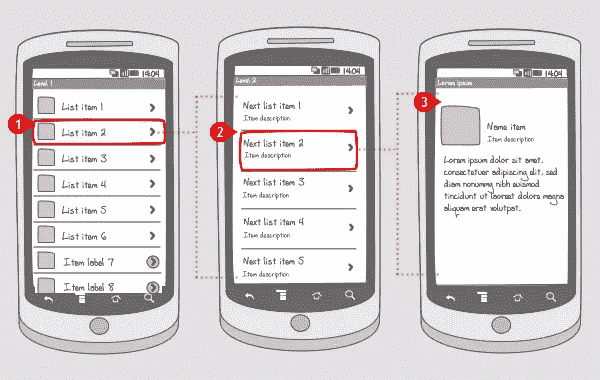 14:04
Level 1
1
List item 1
List item 2
List item 3
List item 4
List item 5
List item 6
Item label 7
Item label 8
14:04
Level 2
2
Next list item 1
Item description
Next list item 2
Item description
Next list item 3
Item description
Next list item 4
Item description
Next list item 5
Item description
14:04
Lorem ipsum
3
Name item
Item description
Lorem ipsum dolor sit amet,
consectetuer adipiscing elit, sed
diam nonummy nibh euismod
tincidunt ut laoreet dolore magna
aliquam erat volutpat.